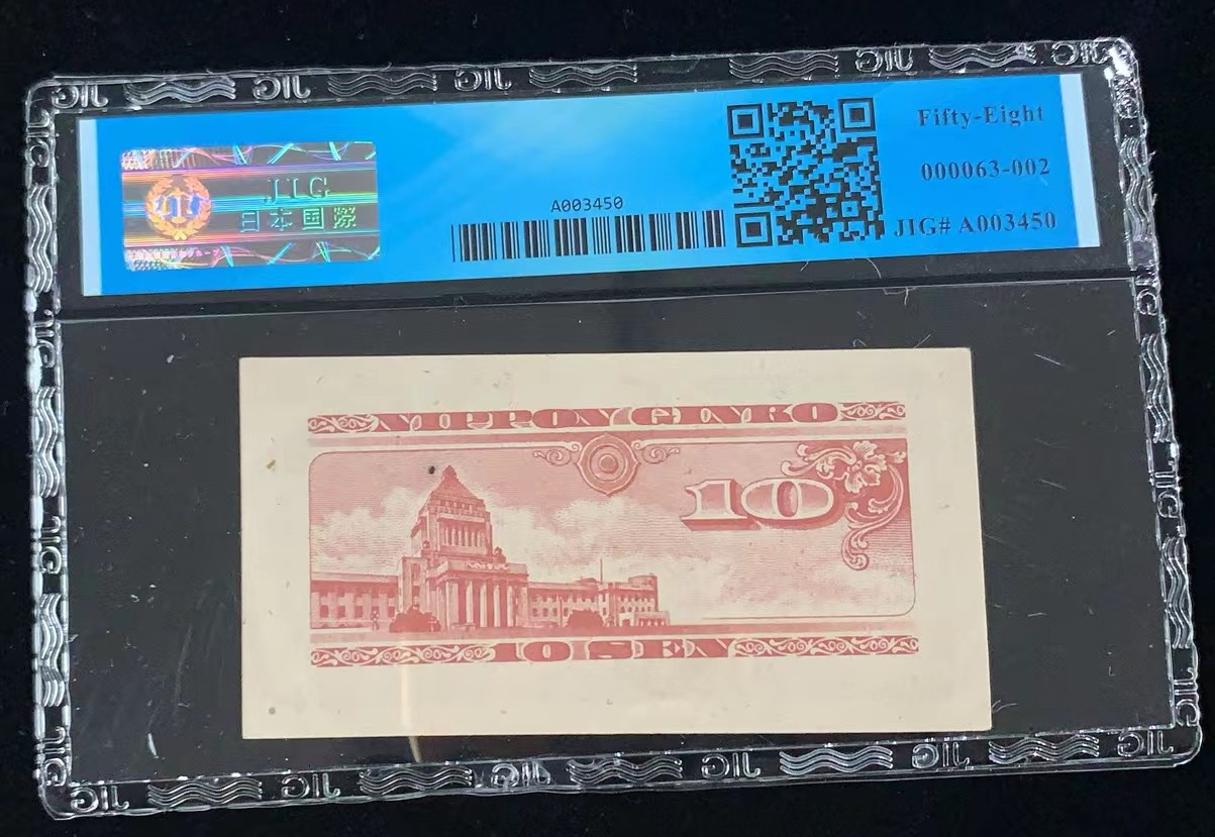 JIG
日本国際
A003450
Fifty-Eight
000063-002
JIG# A003450
NIPPON GINKO
10
10 SEN